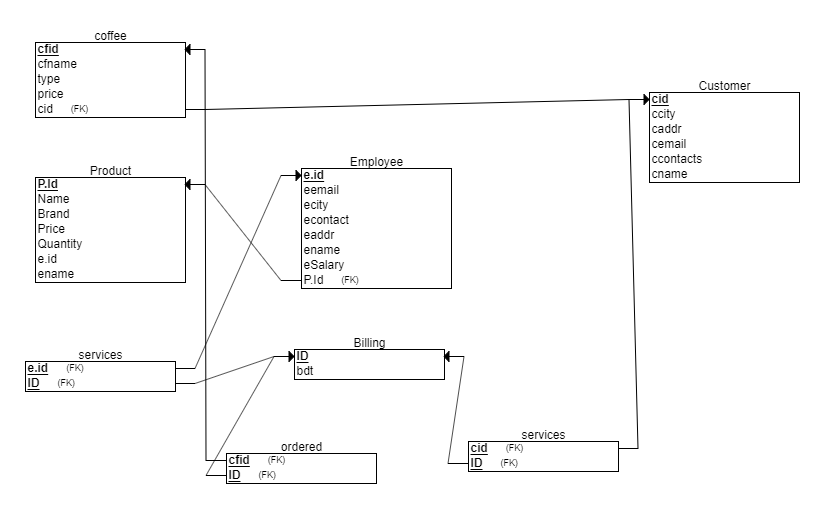 coffee
cfid
cfname
type
price
cid (FK)
Customer
cid
ccity
caddr
cemail
ccontacts
cname
Product
P.Id
Name
Brand
Price
Quantity
e.id
ename
Employee
e.id
eemail
ecity
econtact
eaddr
ename
eSalary
P.Id (FK)
services
e.id (FK)
ID (FK)
Billing
ID
bdt
ordered
cfid (FK)
ID (FK)
services
cid (FK)
ID (FK)